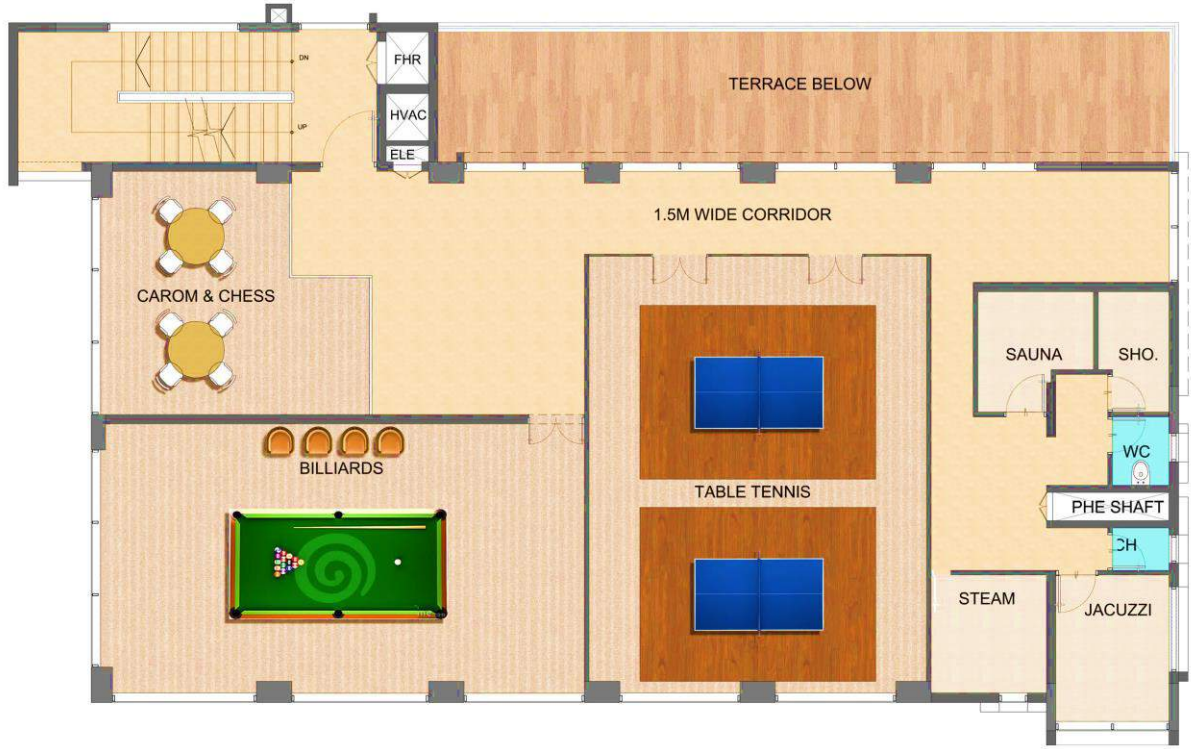 DN
FHR
TERRACE BELOW
HVAC
UP
ELE
1.5M WIDE CORRIDOR
CAROM & CHESS
SAUNA
SHO.
WC
BILLIARDS
TABLE TENNIS
PHE SHAFT
CH
STEAM
JACUZZI